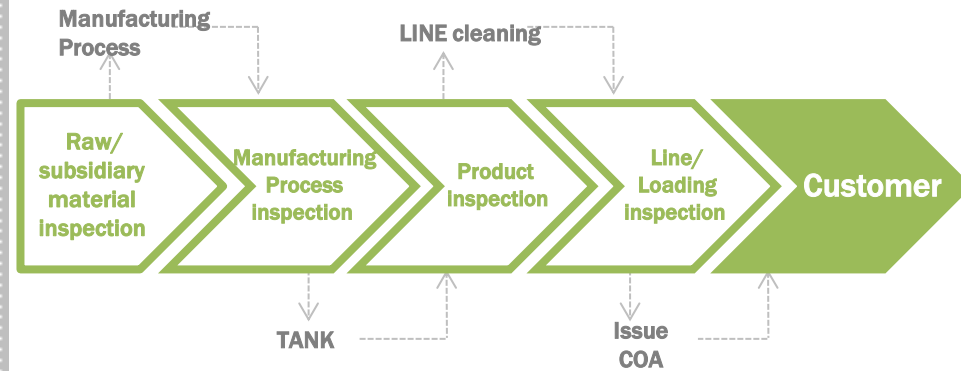 Manufacturing
Process
LINE cleaning
Raw/
subsidiary
material
inspection
Manufacturing
Process
inspection
Product
Inspection
Line/
Loading
inspection
Customer
TANK
Issue
COA